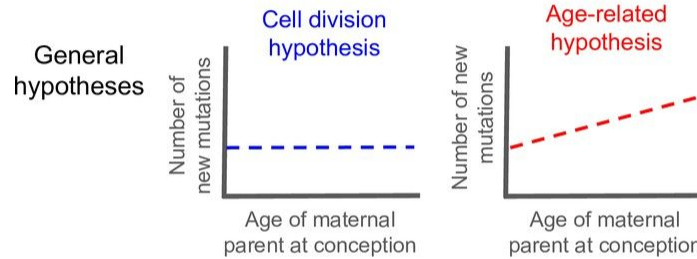 General
hypotheses
Cell division
hypothesis
Number of
new mutations
Age of maternal
parent at conception
Age-related
hypothesis
Number of new
mutations
Age of maternal
parent at conception